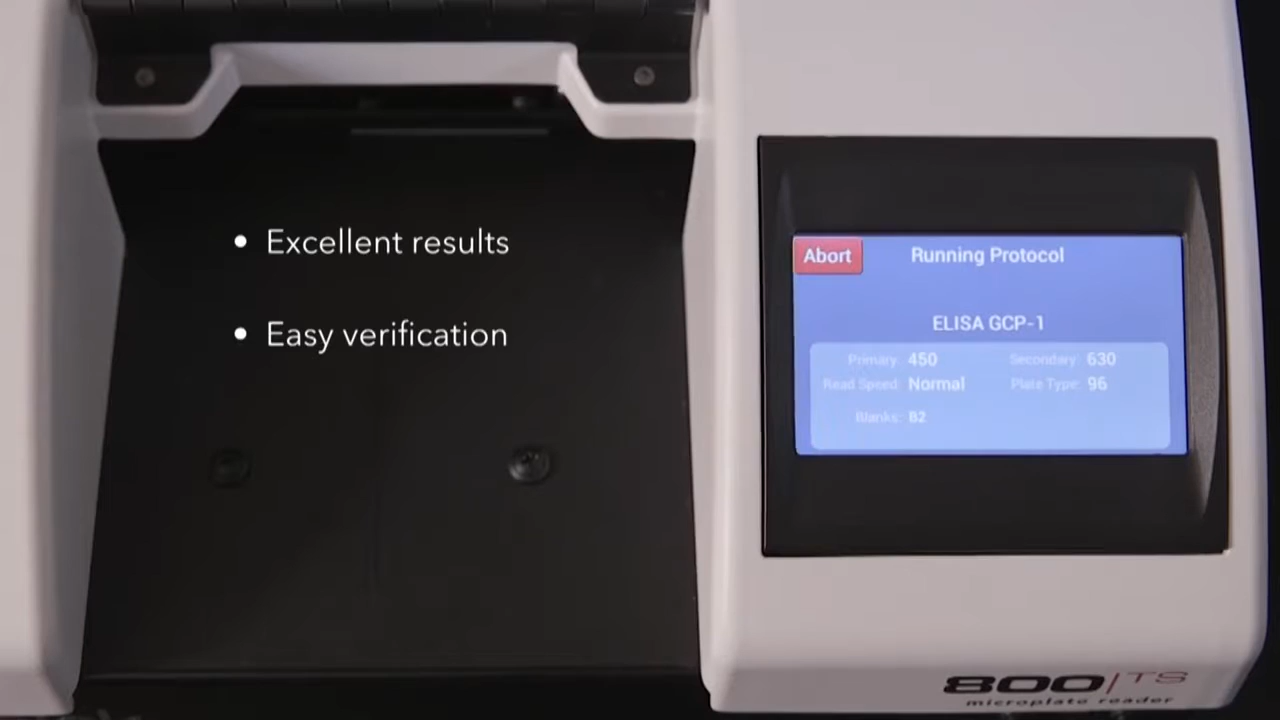 • Excellent results
• Easy verification
Abort Running Protocol
ELISA GCP-1
Primary: 450 Secondary: 630
Read Speed: Normal Plate Type: 96
Blanks: B2
800|TS
microplate reader